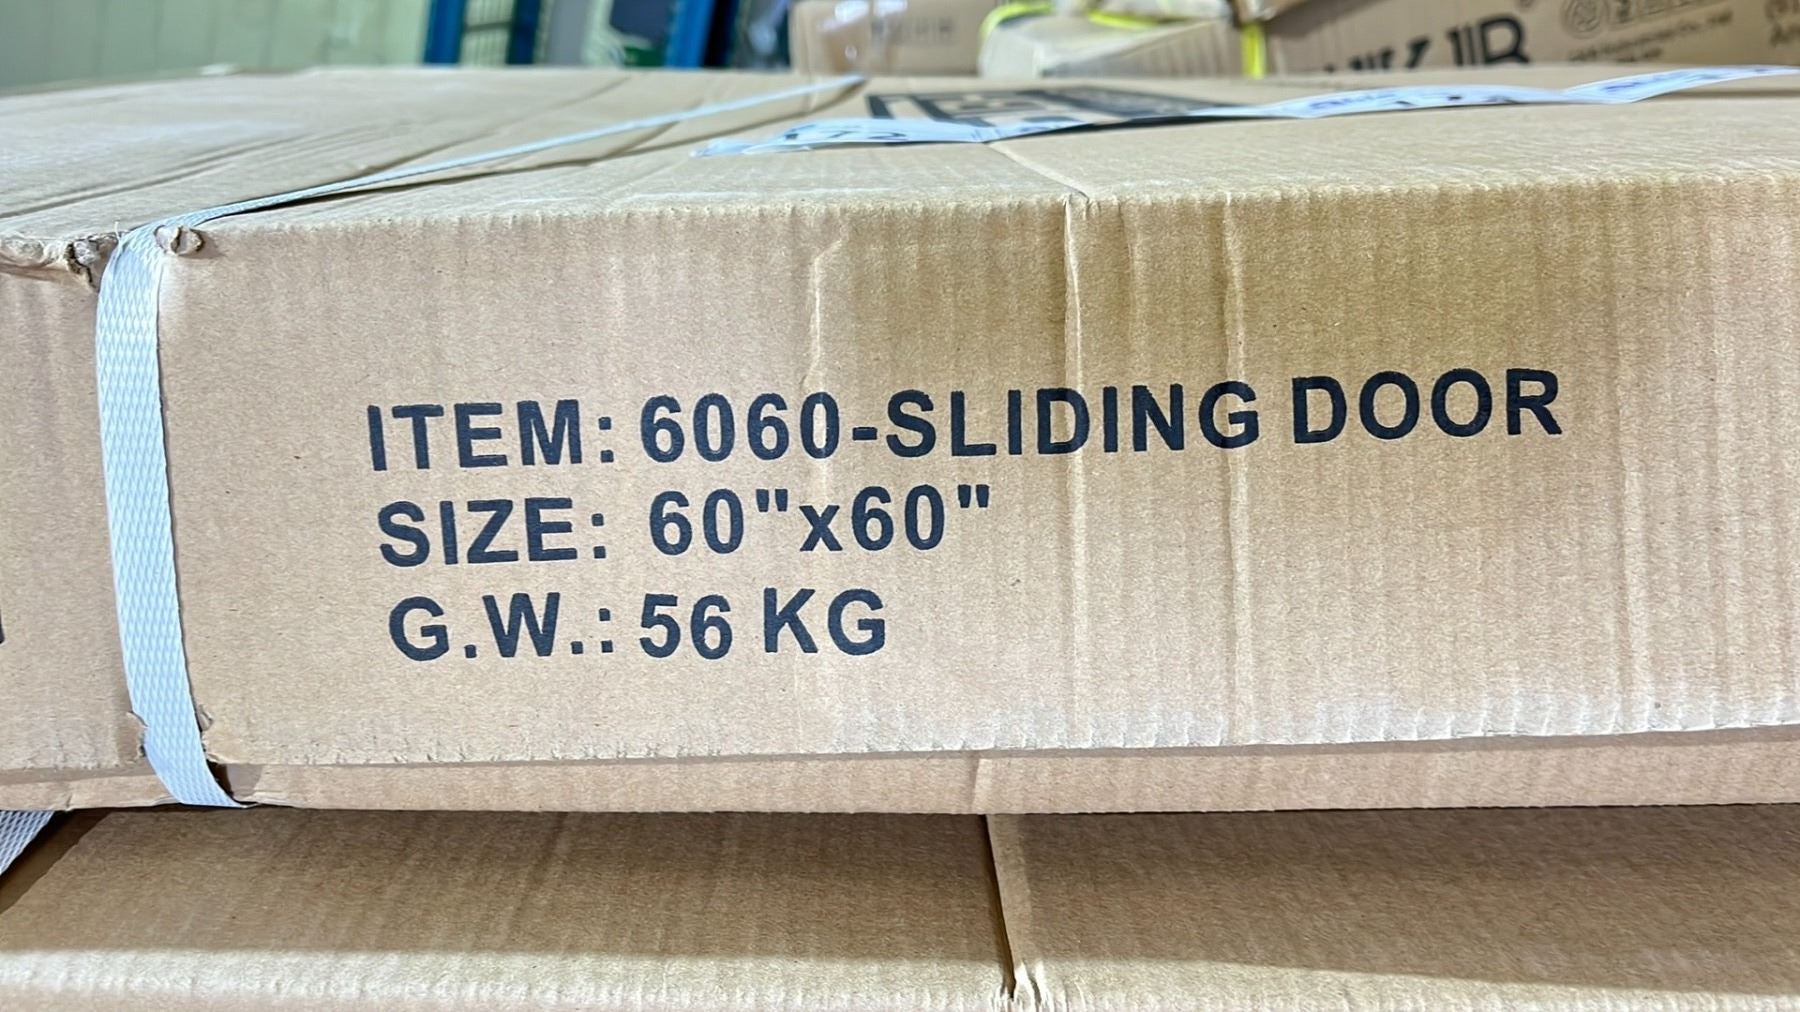 ITEM: 6060-SLIDING DOOR
SIZE: 60"x60"
G.W.: 56 KG